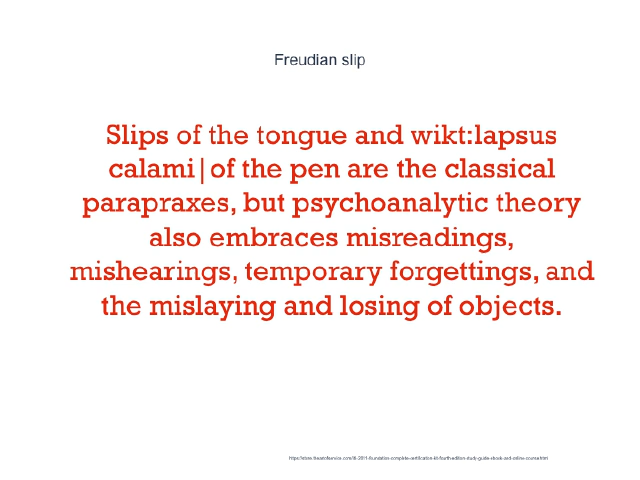 Freudian slip
Slips of the tongue and wikt:lapsus
calami|of the pen are the classical
parapraxes, but psychoanalytic theory
also embraces misreadings,
mishearings, temporary forgettings, and
the mislaying and losing of objects.